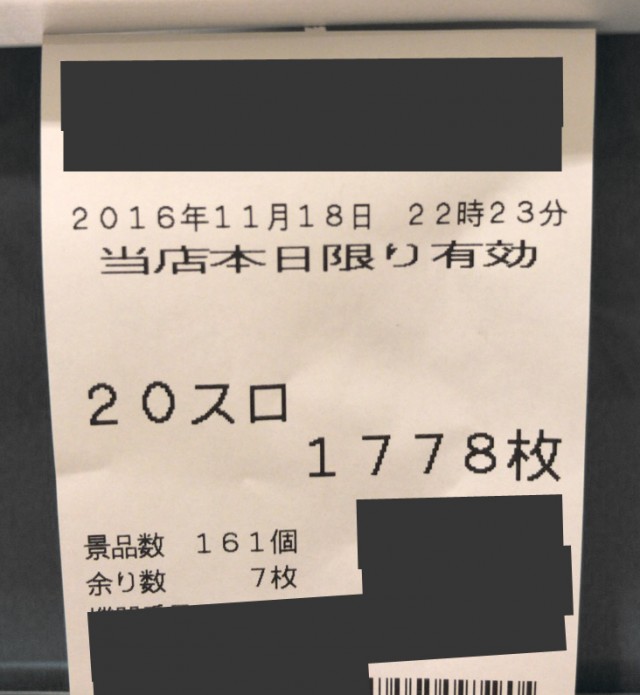 ２０１６年１１月１８日　２２時２３分
当店本日限り有効
２０スロ
１７７８枚
景品数　１６１個
余り数　　　７枚